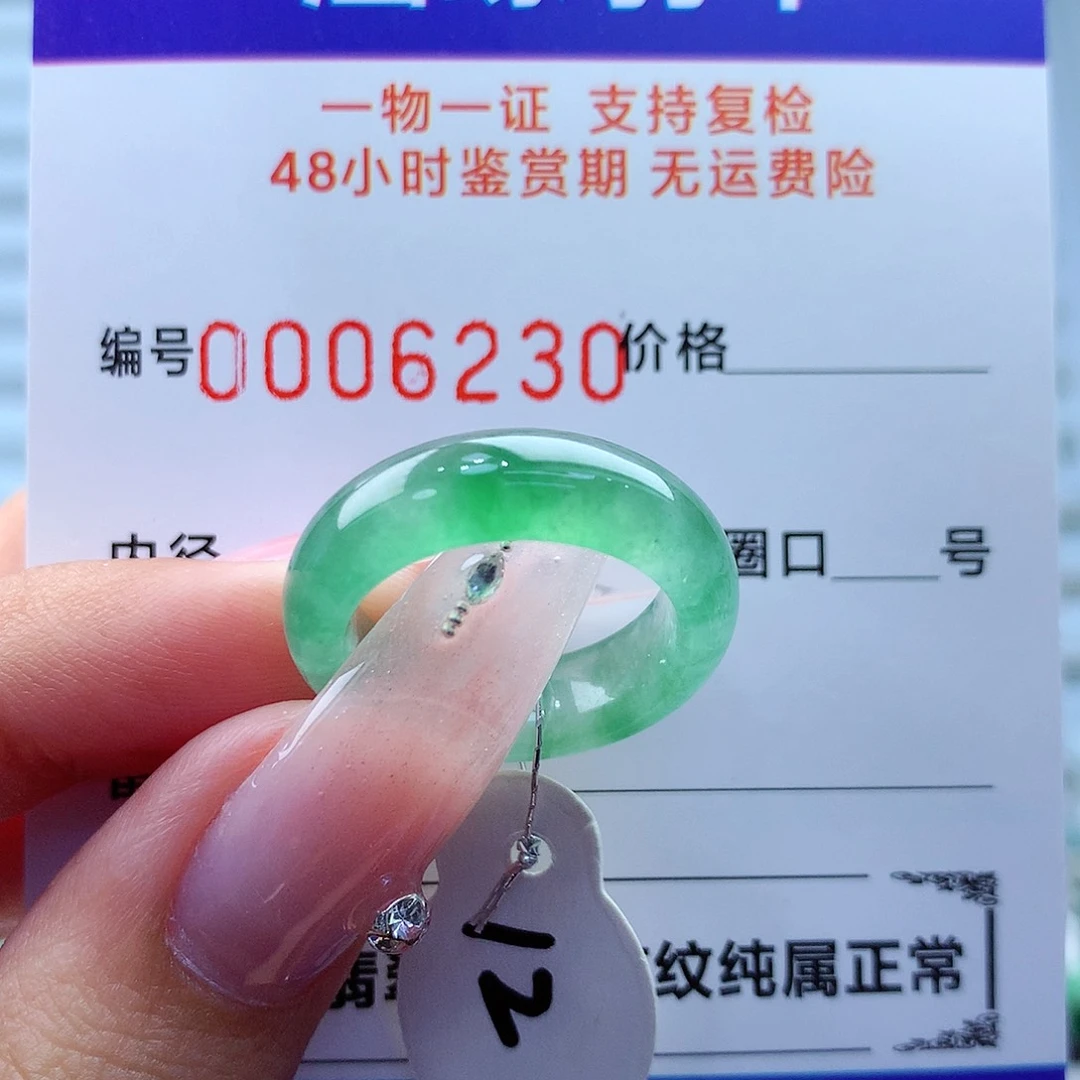 一物一证 支持复检
48小时鉴赏期 无运费险
编号0006230价格
内径 圈口 号
12
纹纯属正常